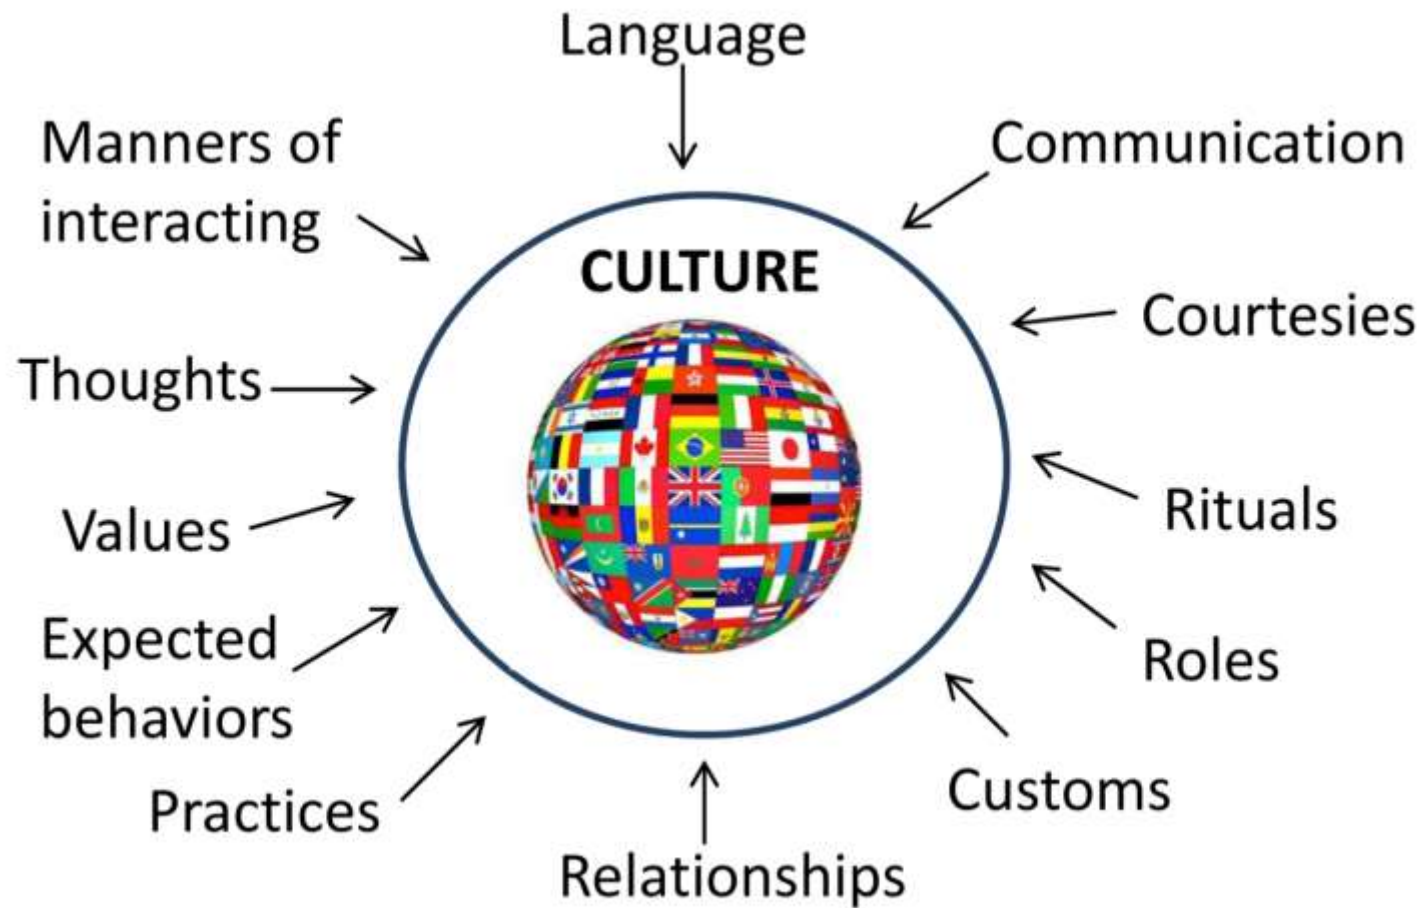 Language
Communication
Manners of
interacting
CULTURE
Courtesies
Thoughts
Values
Rituals
Expected
behaviors
Roles
Practices
Customs
Relationships